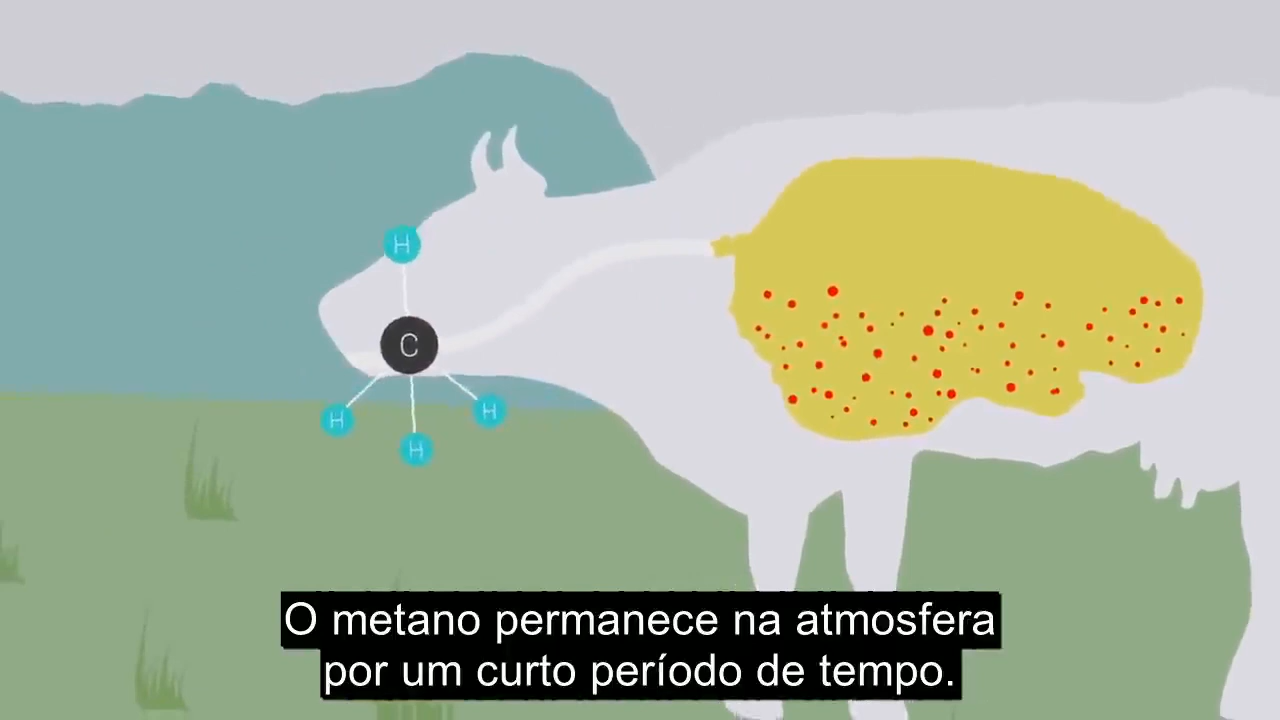 H
C
H
H
H
O metano permanece na atmosfera
por um curto período de tempo.